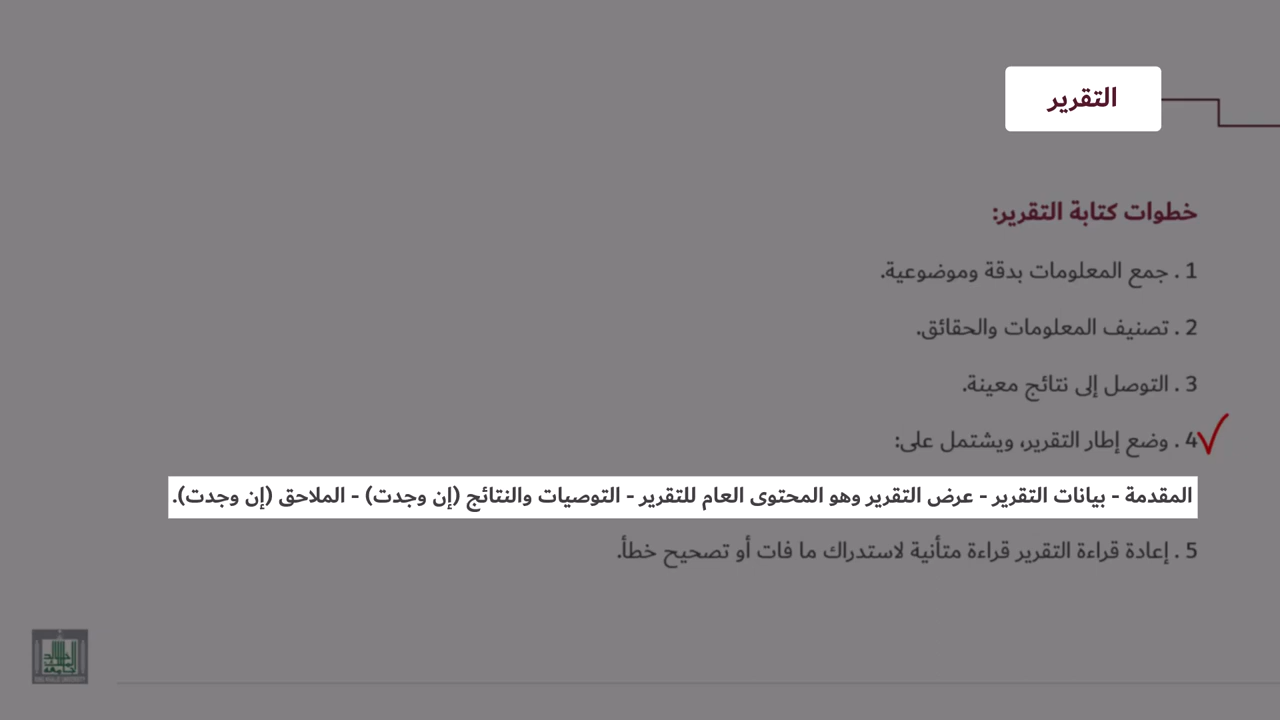 التقرير
خطوات كتابة التقرير:
1 . جمع المعلومات بدقة وموضوعية.
2 . تصنيف المعلومات والحقائق.
3 . التوصل إلى نتائج معينة.
4 . وضع إطار التقرير، ويشتمل على:
المقدمة - بيانات التقرير - عرض التقرير وهو المحتوى العام للتقرير - التوصيات والنتائج (إن وجدت) - الملاحق (إن وجدت).
5 . إعادة قراءة التقرير قراءة متأنية لاستدراك ما فات أو تصحيح خطأ.